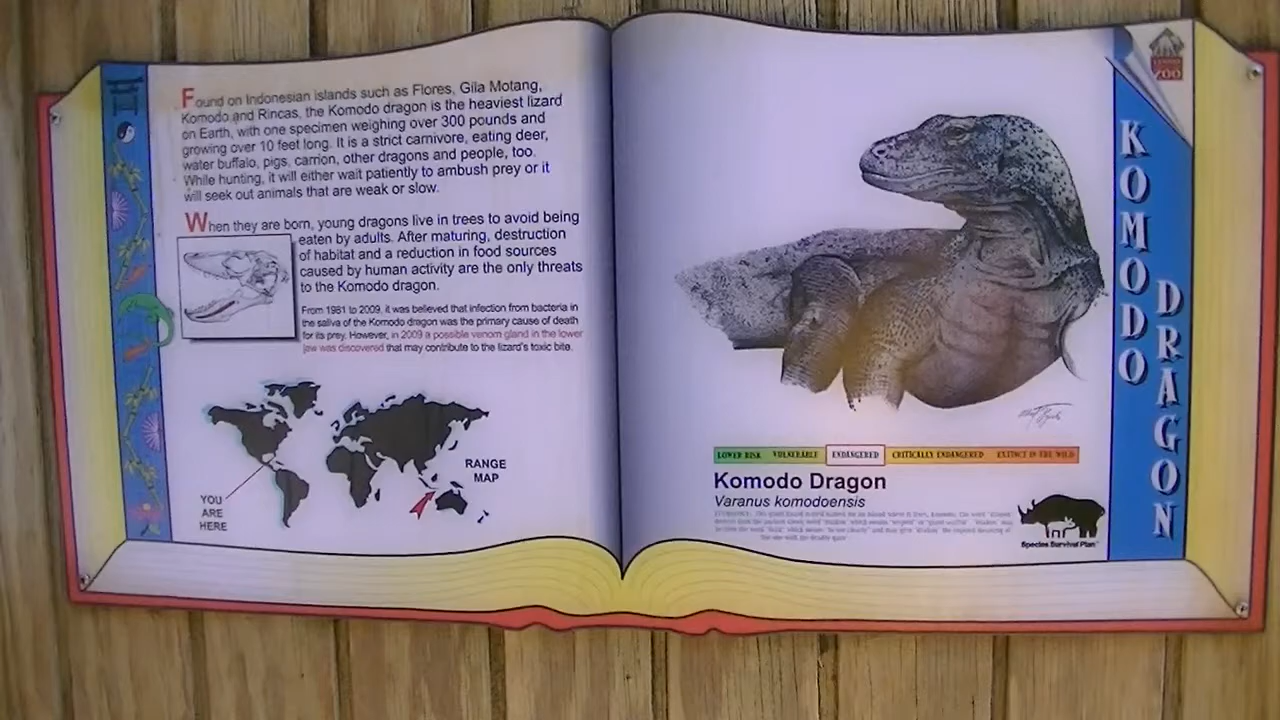 Found on Indonesian islands such as Flores, Gila Motang,
Komodo and Rincas, the Komodo dragon is the heaviest lizard
on Earth, with one specimen weighing over 300 pounds and
growing over 10 feet long. It is a strict carnivore, eating deer,
water buffalo, pigs, carrion, other dragons and people, too.
While hunting, it will either wait patiently to ambush prey or it
will seek out animals that are weak or slow.
When they are born, young dragons live in trees to avoid being
eaten by adults. After maturing, destruction
of habitat and a reduction in food sources
caused by human activity are the only threats
to the Komodo dragon.
From 1981 to 2009, it was believed that infection from bacteria in
the saliva of the Komodo dragon was the primary cause of death
for its prey. However, in 2009 a possible venom gland in the lower
jaw was discovered that may contribute to the lizard's toxic bite.
RANGE
MAP
YOU
ARE
HERE
LOWER RISK VULNERABLE ENDANGERED CRITICALLY ENDANGERED EXTINCT IN THE WILD
Komodo Dragon
Varanus komodoensis
Species Survival Plan
ZOO
KOMODO
DRAGON